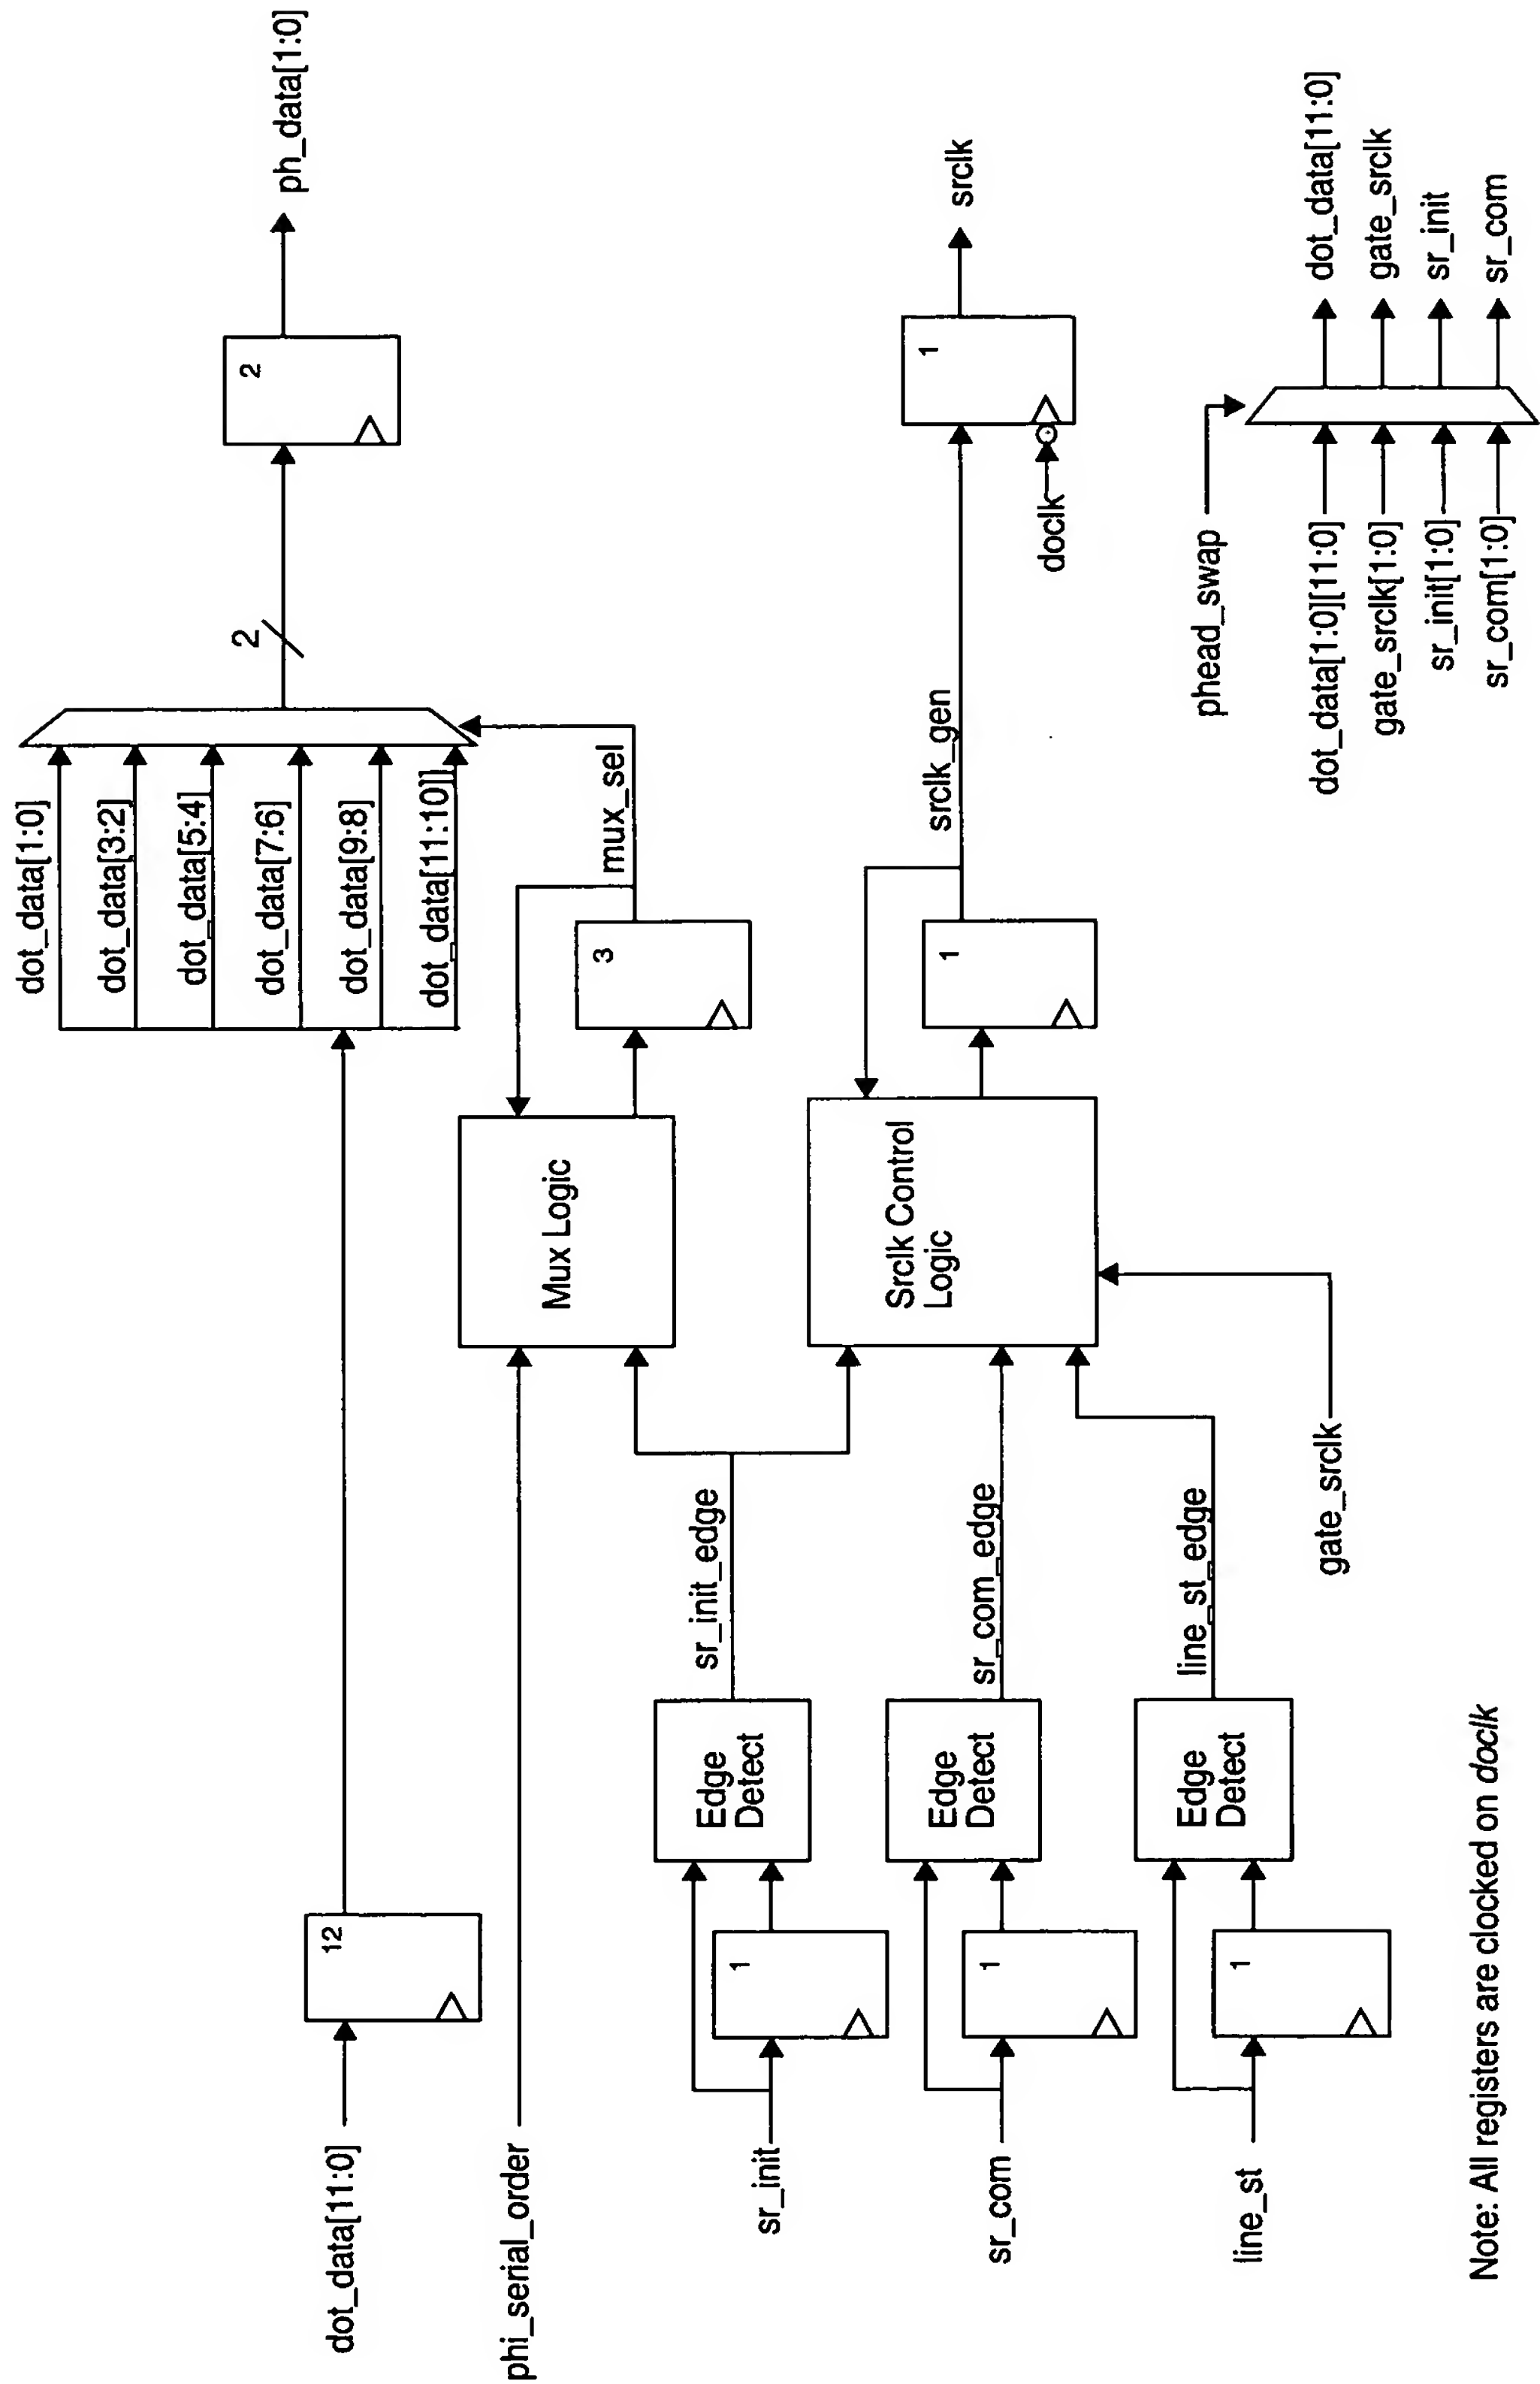 dot_data[11:0]
12
dot_data[1:0]
dot_data[3:2]
dot_data[5:4]
dot_data[7:6]
dot_data[9:8]
dot_data[11:10]]
2
2
ph_data[1:0]
phi_serial_order
Mux Logic
3
mux_sel
sr_init
1
Edge
Detect
sr_init_edge
sr_com
1
Edge
Detect
sr_com_edge
line_st
1
Edge
Detect
line_st_edge
gate_srclk
Srclk Control
Logic
1
srclk_gen
doclk
1
srclk
phead_swap
dot_data[1:0][11:0]
gate_srclk[1:0]
sr_init[1:0]
sr_com[1:0]
dot_data[11:0]
gate_srclk
sr_init
sr_com
Note: All registers are clocked on doclk